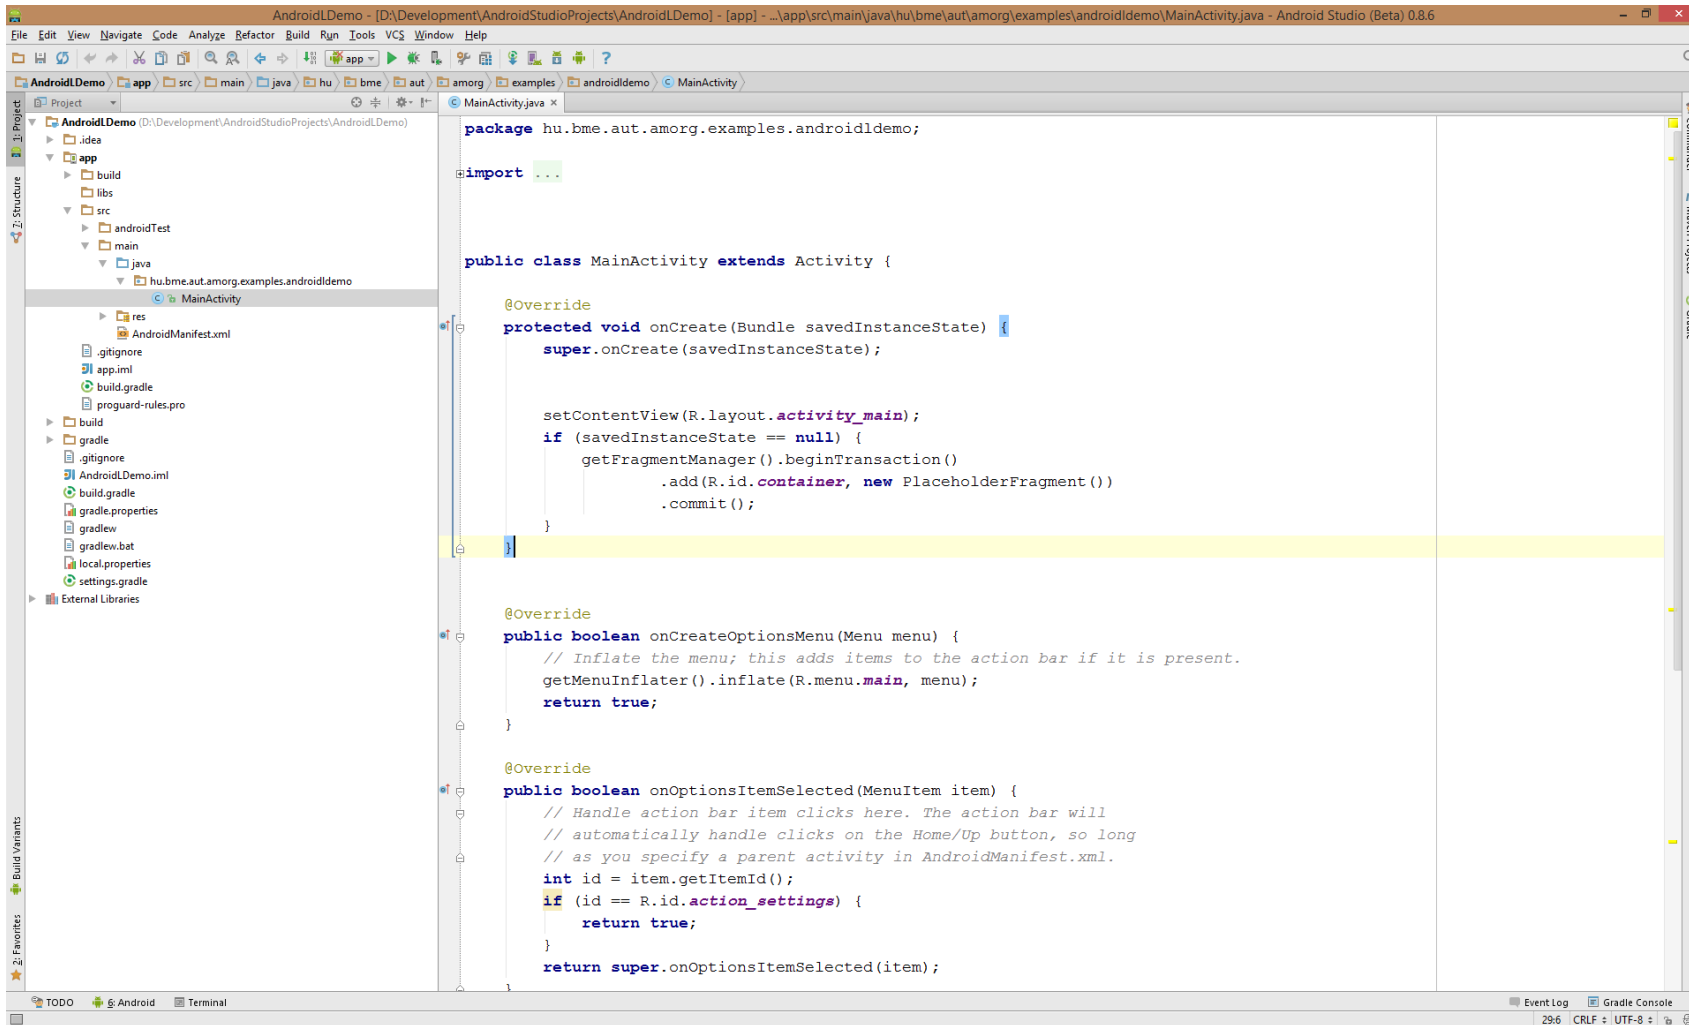 AndroidLDemo - [D:\Development\AndroidStudioProjects\AndroidLDemo] - [app] - ...\app\src\main\java\hu\bme\aut\amorg\examples\androidldemo\MainActivity.java - Android Studio (Beta) 0.8.6
File Edit View Navigate Code Analyze Refactor Build Run Tools VCS Window Help
app
AndroidLDemo app src main java hu bme aut amorg examples androidldemo MainActivity
Project
MainActivity.java
1: Project
7: Structure
Build Variants
2: Favorites
AndroidLDemo (D:\Development\AndroidStudioProjects\AndroidLDemo)
.idea
app
build
libs
src
androidTest
main
java
hu.bme.aut.amorg.examples.androidldemo
MainActivity
res
AndroidManifest.xml
.gitignore
app.iml
build.gradle
proguard-rules.pro
build
gradle
.gitignore
AndroidLDemo.iml
build.gradle
gradle.properties
gradlew
gradlew.bat
local.properties
settings.gradle
External Libraries
package hu.bme.aut.amorg.examples.androidldemo;
import ...
public class MainActivity extends Activity {
@Override
protected void onCreate(Bundle savedInstanceState) {
super.onCreate(savedInstanceState);
setContentView(R.layout.activity_main);
if (savedInstanceState == null) {
getFragmentManager().beginTransaction()
.add(R.id.container, new PlaceholderFragment())
.commit();
}
}
@Override
public boolean onCreateOptionsMenu(Menu menu) {
// Inflate the menu; this adds items to the action bar if it is present.
getMenuInflater().inflate(R.menu.main, menu);
return true;
}
@Override
public boolean onOptionsItemSelected(MenuItem item) {
// Handle action bar item clicks here. The action bar will
// automatically handle clicks on the Home/Up button, so long
// as you specify a parent activity in AndroidManifest.xml.
int id = item.getItemId();
if (id == R.id.action_settings) {
return true;
}
return super.onOptionsItemSelected(item);
}
TODO 6: Android Terminal
Event Log Gradle Console
29:6 CRLF UTF-8